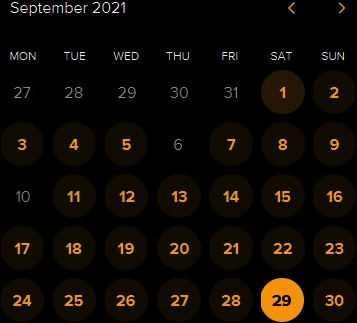 September 2021
MON TUE WED THU FRI SAT SUN
27 28 29 30 31 1 2
3 4 5 6 7 8 9
10 11 12 13 14 15 16
17 18 19 20 21 22 23
24 25 26 27 28 29 30